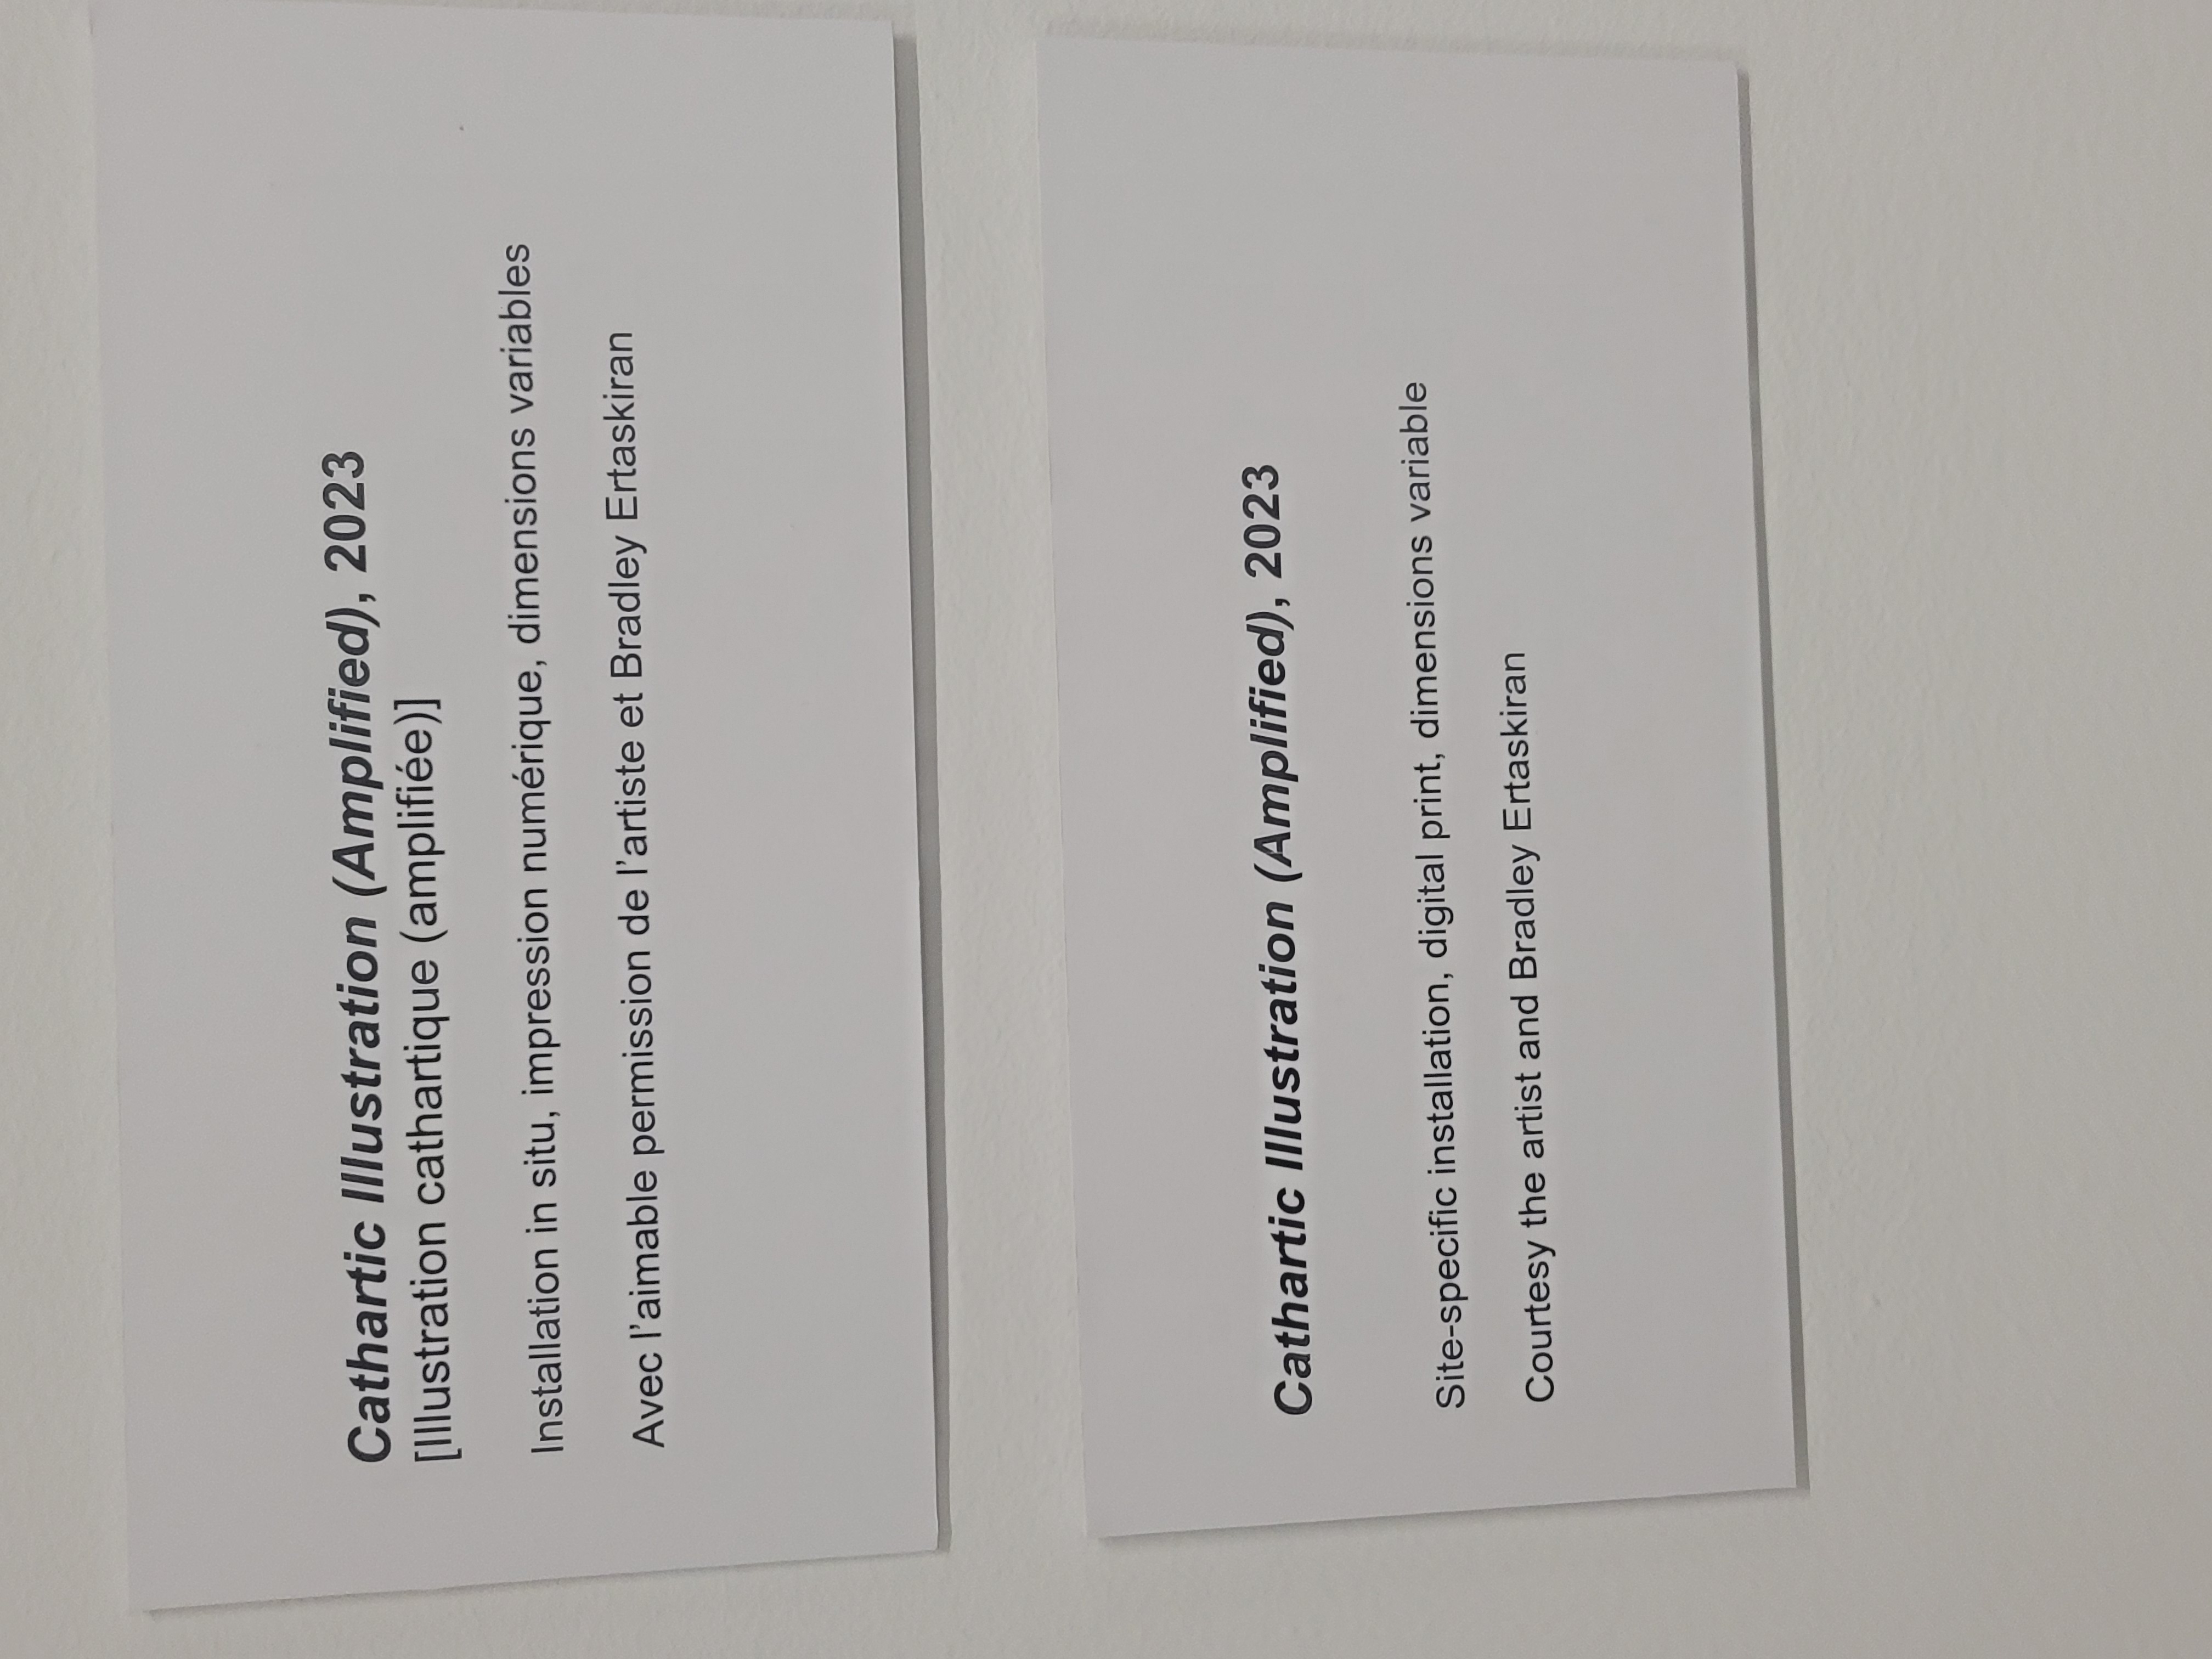 Cathartic Illustration (Amplified), 2023
[Illustration cathartique (amplifiée)]
Installation in situ, impression numérique, dimensions variables
Avec l’aimable permission de l’artiste et Bradley Ertaskiran
Cathartic Illustration (Amplified), 2023
Site-specific installation, digital print, dimensions variable
Courtesy the artist and Bradley Ertaskiran